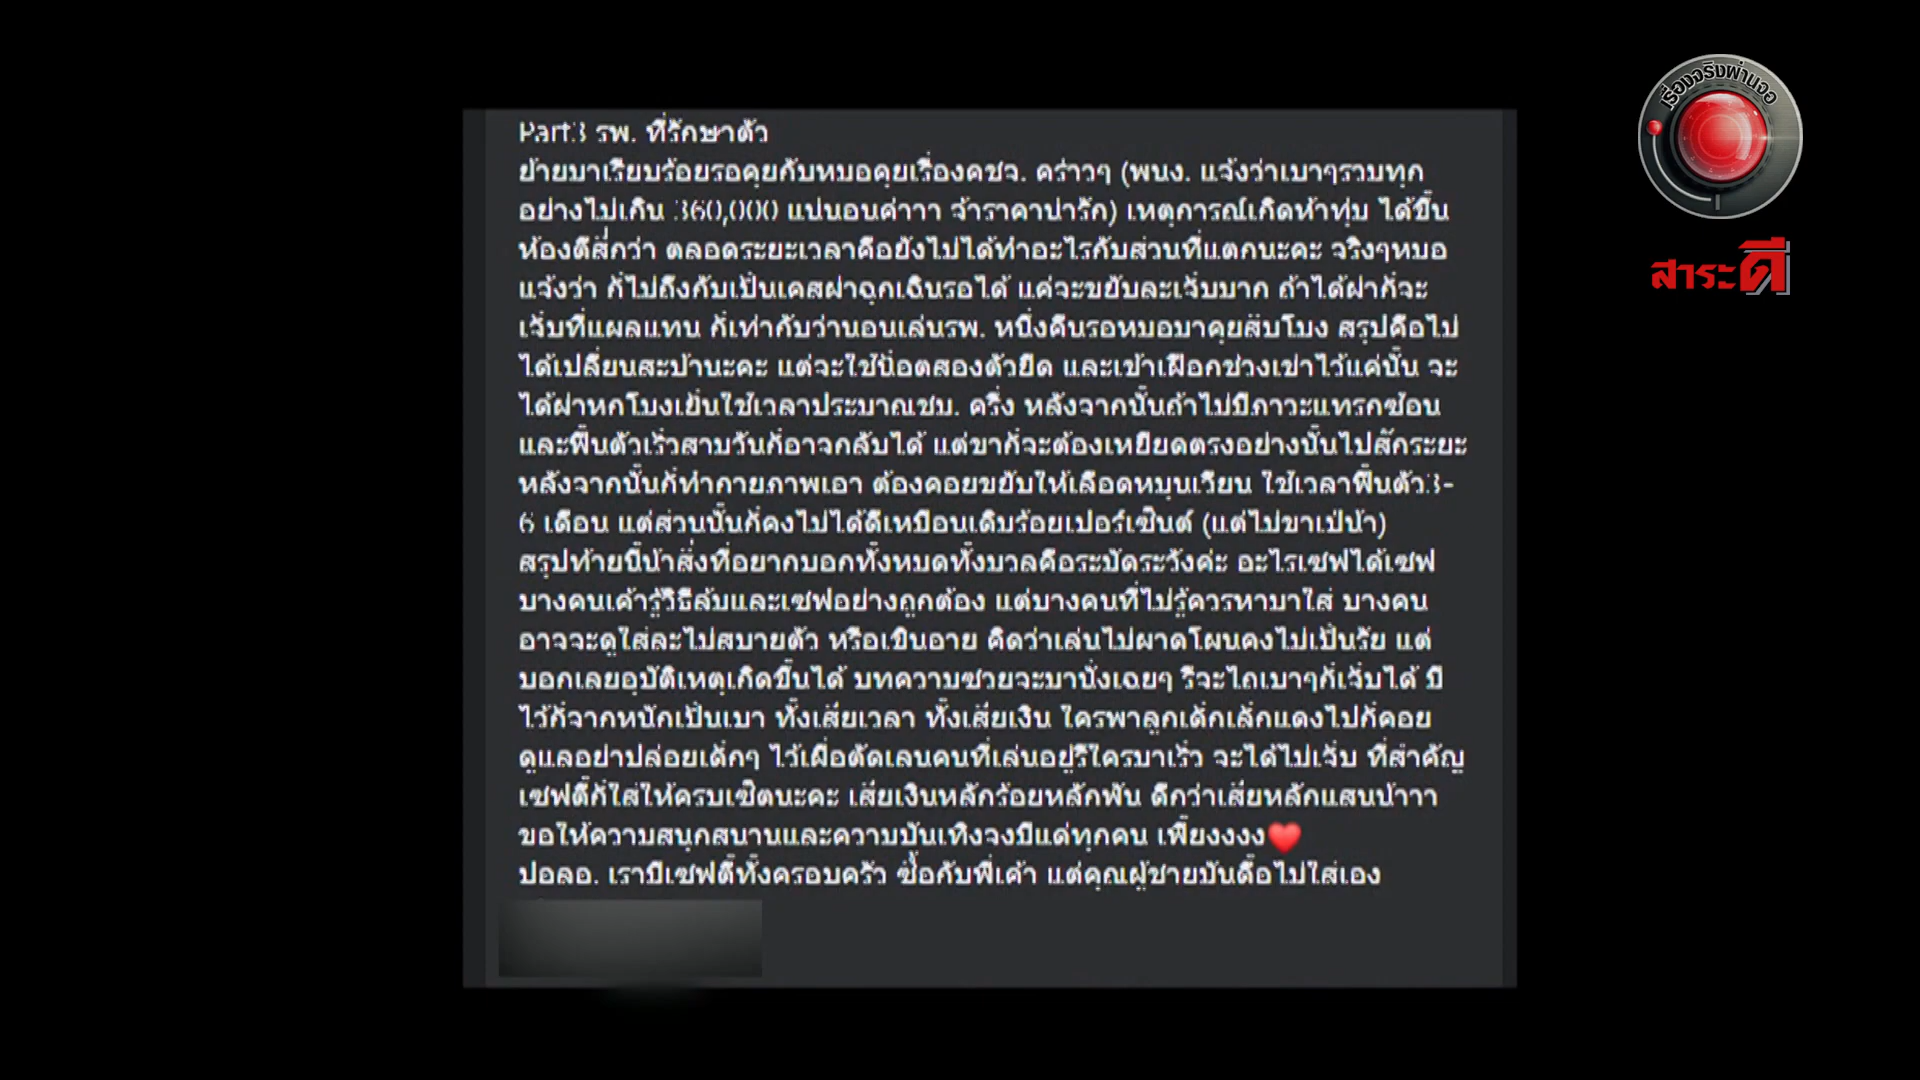 Part3 รพ. ที่รักษาตัว
ย้ายมาเรียบร้อยรอคุยกับหมอคุยเรื่องคชจ. คร่าวๆ (พนง. แจ้งว่าเบาๆรวมทุก
อย่างไม่เกิน 360,000 แน่นอนค่าาา จ้าราคาน่ารัก) เหตุการณ์เกิดห้าทุ่ม ได้ขึ้น
ห้องตีสี่กว่า ตลอดระยะเวลาคือยังไม่ได้ทำอะไรกับส่วนที่แตกนะคะ จริงๆหมอ
แจ้งว่า ก็ไม่ถึงกับเป็นเคสผ่าฉุกเฉินรอได้ แค่จะขยับละเจ็บมาก ถ้าได้ผ่าก็จะ
เจ็บที่แผลแทน ก็เท่ากับว่านอนเล่นรพ. หนึ่งคืนรอหมอมาคุยสิบโมง สรุปคือไม่
ได้เปลี่ยนสะบ้านะคะ แต่จะใช้น็อตสองตัวยึด และเข้าเฝือกช่วงเข่าไว้แค่นั้น จะ
ได้ผ่าหกโมงเย็นใช้เวลาประมาณชม. ครึ่ง หลังจากนั้นถ้าไม่มีภาวะแทรกซ้อน
และฟื้นตัวเร็วสามวันก็อาจกลับได้ แต่ขาก็จะต้องเหยียดตรงอย่างนั้นไปสักระยะ
หลังจากนั้นก็ทำกายภาพเอา ต้องคอยขยับให้เลือดหมุนเวียน ใช้เวลาฟื้นตัว3-
6 เดือน แต่ส่วนนั้นก็คงไม่ได้ดีเหมือนเดิมร้อยเปอร์เซ็นต์ (แต่ไม่ขาเป๋น้า)
สรุปท้ายนี้น้าสิ่งที่อยากบอกทั้งหมดทั้งมวลคือระมัดระวังค่ะ อะไรเซฟได้เซฟ
บางคนเค้ารู้วิธีล้มและเซฟอย่างถูกต้อง แต่บางคนที่ไม่รู้ควรหามาใส่ บางคน
อาจจะดูใส่ละไม่สบายตัว หรือเขินอาย คิดว่าเล่นไม่ผาดโผนคงไม่เป็นรัย แต่
บอกเลยอุบัติเหตุเกิดขึ้นได้ บทความซวยจะมานั่งเฉยๆ รึจะไถเบาๆก็เจ็บได้ มี
ไว้ก็จากหนักเป็นเบา ทั้งเสียเวลา ทั้งเสียเงิน ใครพาลูกเด็กเล็กแดงไปก็คอย
ดูแลอย่าปล่อยเด็กๆ ไว้เผื่อตัดเลนคนที่เล่นอยู่รึใครมาเร็ว จะได้ไม่เจ็บ ที่สำคัญ
เซฟตี้ก็ใส่ให้ครบเซ็ตนะคะ เสียเงินหลักร้อยหลักพัน ดีกว่าเสียหลักแสนน้าาา
ขอให้ความสนุกสนานและความบันเทิงจงมีแด่ทุกคน เพี้ยงงงง❤️
ปอลอ. เรามีเซฟตี้ทั้งครอบครัว ซื้อกับพี่เค้า แต่คุณผู้ชายมันดื้อไม่ใส่เอง
เรื่องจริงผ่านจอ
สาระดี